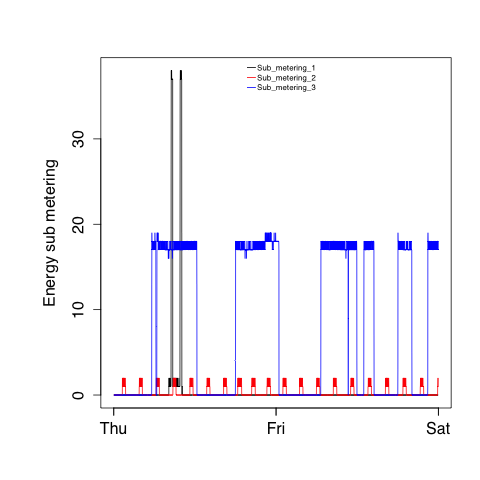 Sub_metering_1
Sub_metering_2
Sub_metering_3
Energy sub metering
30
20
10
0
Thu Fri Sat